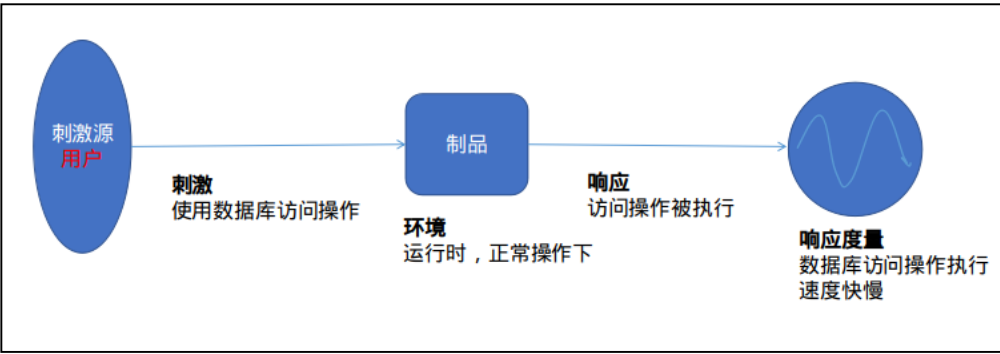 刺激源
用户
刺激
使用数据库访问操作
制品
环境
运行时，正常操作下
响应
访问操作被执行
响应度量
数据库访问操作执行
速度快慢